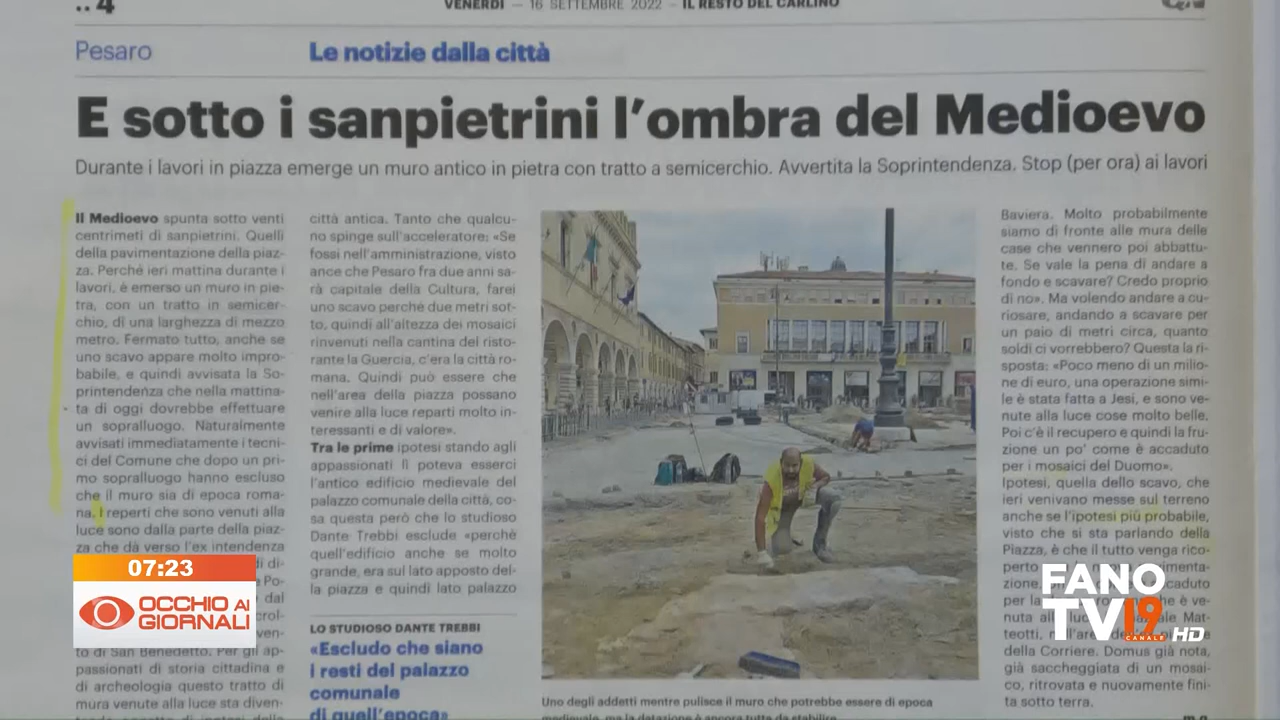 4
VENERDÌ — 16 SETTEMBRE 2022 – IL RESTO DEL CARLINO
Pesaro
Le notizie dalla città
E sotto i sanpietrini l'ombra del Medioevo
Durante i lavori in piazza emerge un muro antico in pietra con tratto a semicerchio. Avvertita la Soprintendenza. Stop (per ora) ai lavori
Il Medioevo spunta sotto venti
centrimeti di sanpietrini. Quelli
della pavimentazione della piaz-
za. Perché ieri mattina durante i
lavori, è emerso un muro in pie-
tra, con un tratto in semicer-
chio, di una larghezza di mezzo
metro. Fermato tutto, anche se
uno scavo appare molto impro-
babile, e quindi avvisata la So-
printendenza che nella mattina-
ta di oggi dovrebbe effettuare
un sopralluogo. Naturalmente
avvisati immediatamente i tecni-
ci del Comune che dopo un pri-
mo sopralluogo hanno escluso
che il muro sia di epoca roma-
na. I reperti che sono venuti alla
luce sono dalla parte della piaz-
za che dà verso l'ex intendenza
to di San Benedetto. Per gli ap-
passionati di storia cittadina e
di archeologia questo tratto di
mura venute alla luce sta diven-
città antica. Tanto che qualcu-
no spinge sull'acceleratore: «Se
fossi nell'amministrazione, visto
ance che Pesaro fra due anni sa-
rà capitale della Cultura, farei
uno scavo perché due metri sot-
to, quindi all'altezza dei mosaici
rinvenuti nella cantina del risto-
rante la Guercia, c'era la città ro-
mana. Quindi può essere che
nell'area della piazza possano
venire alla luce reparti molto in-
teressanti e di valore».
Tra le prime ipotesi stando agli
appassionati lì poteva esserci
l'antico edificio medievale del
palazzo comunale della città, co-
sa questa però che lo studioso
Dante Trebbi esclude «perchè
quell'edificio anche se molto
grande, era sul lato apposto del-
la piazza e quindi lato palazzo
LO STUDIOSO DANTE TREBBI
«Escludo che siano
i resti del palazzo
comunale
di quell'epoca»
Uno degli addetti mentre pulisce il muro che potrebbe essere di epoca
medievale, ma la datazione è ancora tutta da stabilire
Baviera. Molto probabilmente
siamo di fronte alle mura delle
case che vennero poi abbattu-
te. Se vale la pena di andare a
fondo e scavare? Credo proprio
di no». Ma volendo andare a cu-
riosare, andando a scavare per
un paio di metri circa, quanto
soldi ci vorrebbero? Questa la ri-
sposta: «Poco meno di un milio-
ne di euro, una operazione simi-
le è stata fatta a Jesi, e sono ve-
nute alla luce cose molto belle.
Poi c'è il recupero e quindi la fru-
zione un po' come è accaduto
per i mosaici del Duomo».
Ipotesi, quella dello scavo, che
ieri venivano messe sul terreno
anche se l'ipotesi più probabile,
visto che si sta parlando della
Piazza, è che il tutto venga rico-
perto
della Corriere. Domus già nota,
già saccheggiata di un mosai-
co, ritrovata e nuovamente fini-
ta sotto terra.
07:23
OCCHIO AI
GIORNALI
FANO
TV19
CANALE
HD